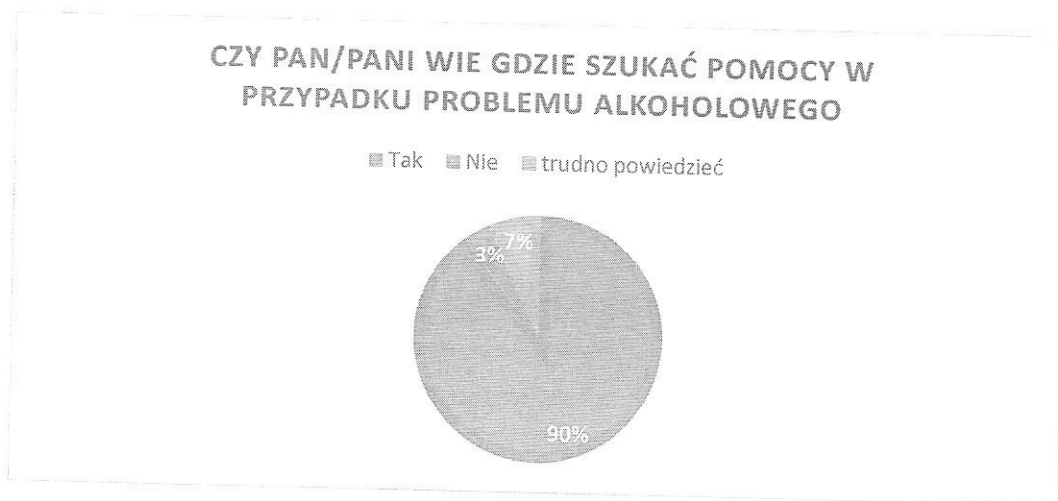 CZY PAN/PANI WIE GDZIE SZUKAĆ POMOCY W
PRZYPADKU PROBLEMU ALKOHOLOWEGO
Tak Nie trudno powiedzieć
7%
3%
90%